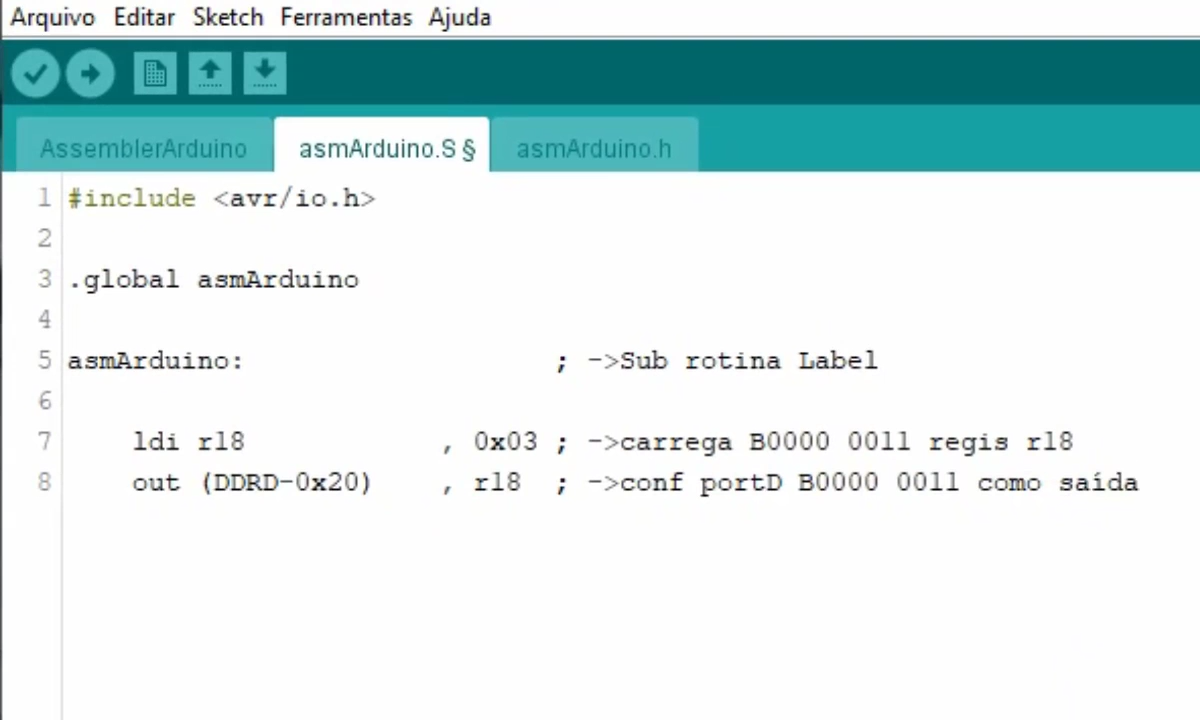 Arquivo Editar Sketch Ferramentas Ajuda
AssemblerArduino asmArduino.S § asmArduino.h
1 #include <avr/io.h>
2
3 .global asmArduino
4
5 asmArduino: ; ->Sub rotina Label
6
7 ldi r18 , 0x03 ; ->carrega B0000 0011 regis r18
8 out (DDRD-0x20) , r18 ; ->conf portD B0000 0011 como saída